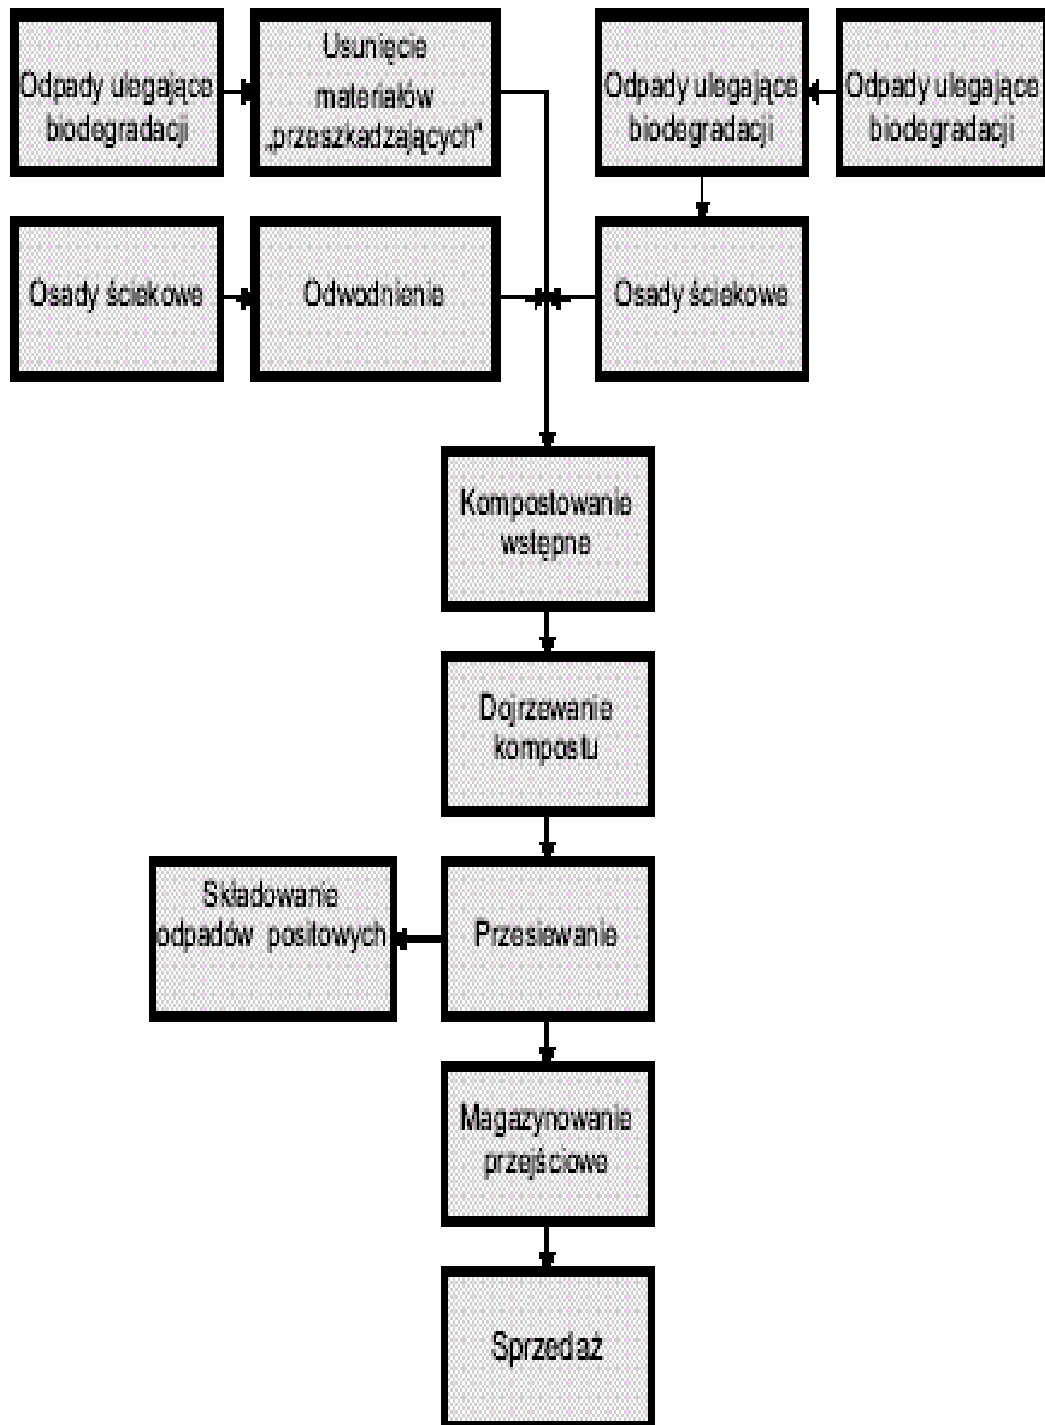 Odpady ulegające
biodegradacji
Usunięcie
materiałów
„przeszkadzających"
Odpady ulegające
biodegradacji
Odpady ulegające
biodegradacji
Osady ściekowe
Odwodnienie
Osady ściekowe
Kompostowanie
wstępne
Dojrzewanie
kompostu
Składowanie
odpadów positowych
Przesiewanie
Magazynowanie
przejściowe
Sprzedaż